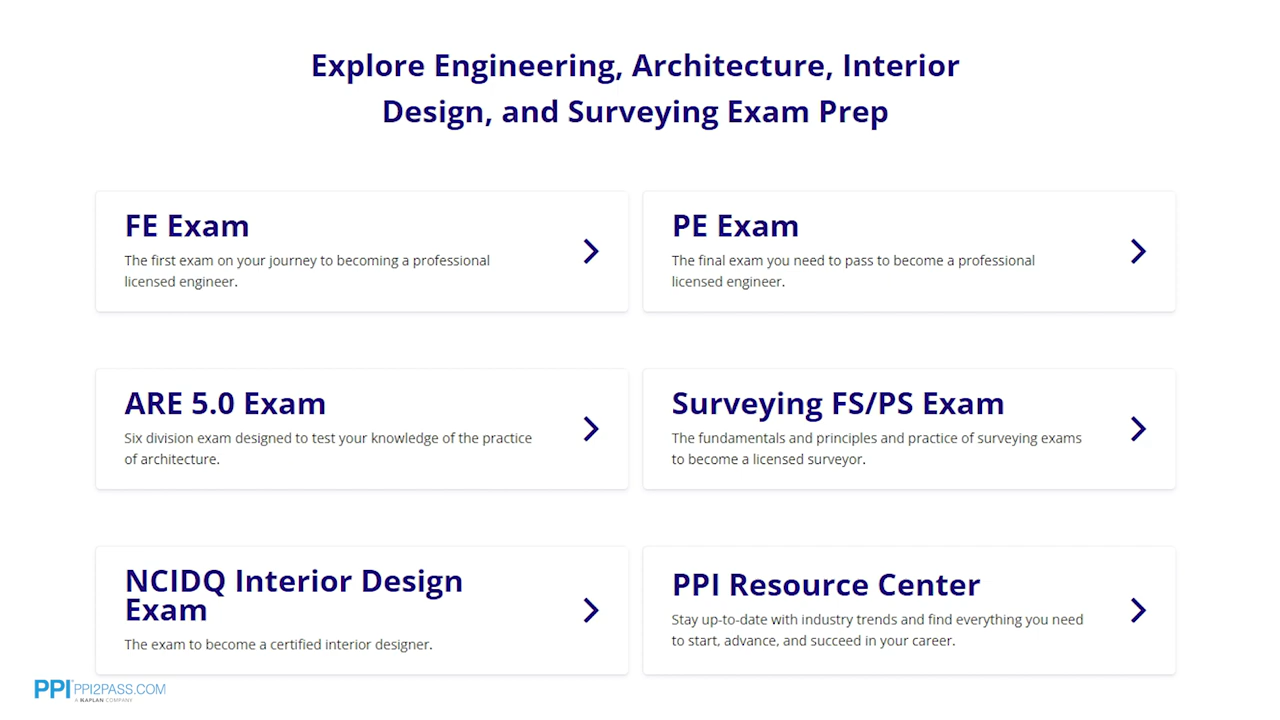 Explore Engineering, Architecture, Interior
Design, and Surveying Exam Prep
FE Exam
The first exam on your journey to becoming a professional
licensed engineer.
PE Exam
The final exam you need to pass to become a professional
licensed engineer.
ARE 5.0 Exam
Six division exam designed to test your knowledge of the practice
of architecture.
Surveying FS/PS Exam
The fundamentals and principles and practice of surveying exams
to become a licensed surveyor.
NCIDQ Interior Design
Exam
The exam to become a certified interior designer.
PPI Resource Center
Stay up-to-date with industry trends and find everything you need
to start, advance, and succeed in your career.
PPI PPI2PASS.COM
A KAPLAN COMPANY